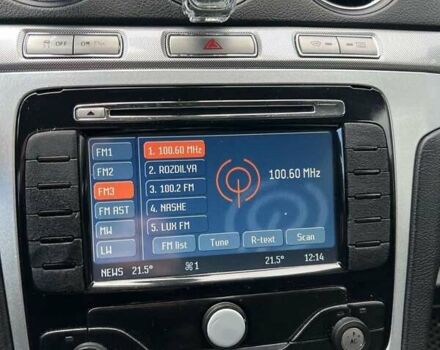 OFF
FM1
FM2
FM3
FM AST
MW
LW
1. 100.60 MHz
2. ROZDILYA
3. 100.2 FM
4. NASHE
5. LUX FM
100.60 MHz
FM list
Tune
R-text
Scan
NEWS
21.5°
⌘1
21.5°
12:14